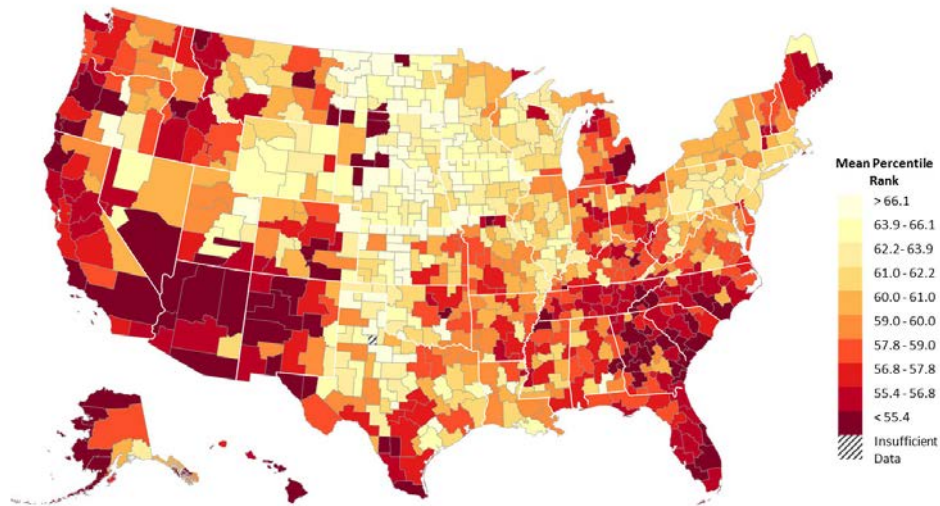 Mean Percentile
Rank
> 66.1
63.9 - 66.1
62.2 - 63.9
61.0 - 62.2
60.0 - 61.0
59.0 - 60.0
57.8 - 59.0
56.8 - 57.8
55.4 - 56.8
< 55.4
Insufficient
Data